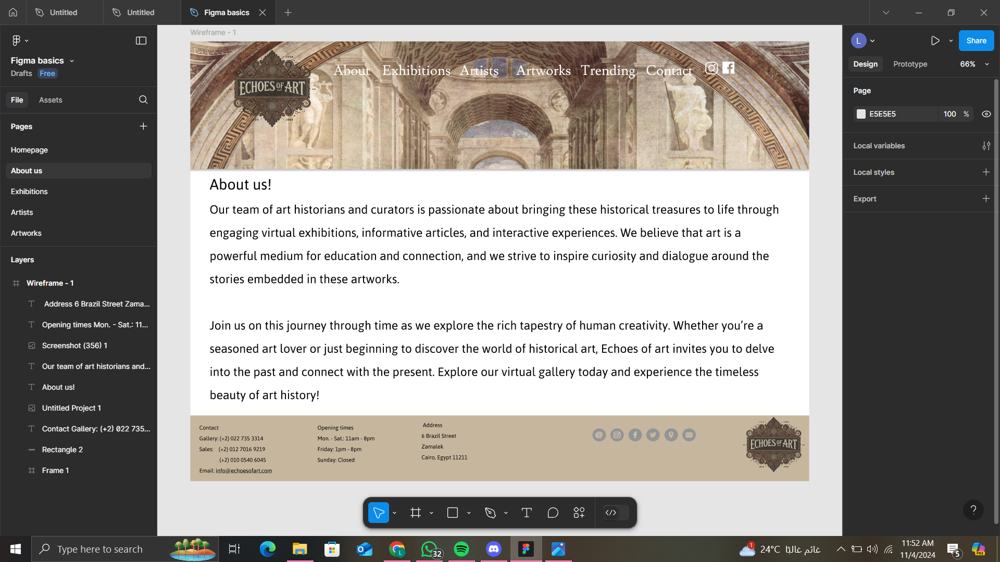 Untitled
Untitled
Figma basics
Figma basics
Drafts Free
File
Assets
Pages
Homepage
About us
Exhibitions
Artists
Artworks
Layers
Wireframe - 1
Address 6 Brazil Street Zama...
Opening times Mon. - Sat.: 11...
Screenshot (356) 1
Our team of art historians and...
About us!
Untitled Project 1
Contact Gallery: (+2) 022 735...
Rectangle 2
Frame 1
Wireframe - 1
ECHOES OF ART
About Exhibitions Artists Artworks Trending Contact
About us!
Our team of art historians and curators is passionate about bringing these historical treasures to life through
engaging virtual exhibitions, informative articles, and interactive experiences. We believe that art is a
powerful medium for education and connection, and we strive to inspire curiosity and dialogue around the
stories embedded in these artworks.
Join us on this journey through time as we explore the rich tapestry of human creativity. Whether you’re a
seasoned art lover or just beginning to discover the world of historical art, Echoes of art invites you to delve
into the past and connect with the present. Explore our virtual gallery today and experience the timeless
beauty of art history!
Contact
Gallery: (+2) 022 735 3314
Sales: (+2) 012 7016 9219
(+2) 010 0540 6045
Email: info@echoesofart.com
Opening times
Mon. - Sat.: 11am - 8pm
Friday: 1pm - 8pm
Sunday: Closed
Address
6 Brazil Street
Zamalek
Cairo, Egypt 11211
ECHOES OF ART
L
Share
Design
Prototype
66%
Page
E5E5E5 100 %
Local variables
Local styles
Export
?
Type here to search
32
1
24°C غائم غالبًا
11:52 AM
11/4/2024
5
PRE